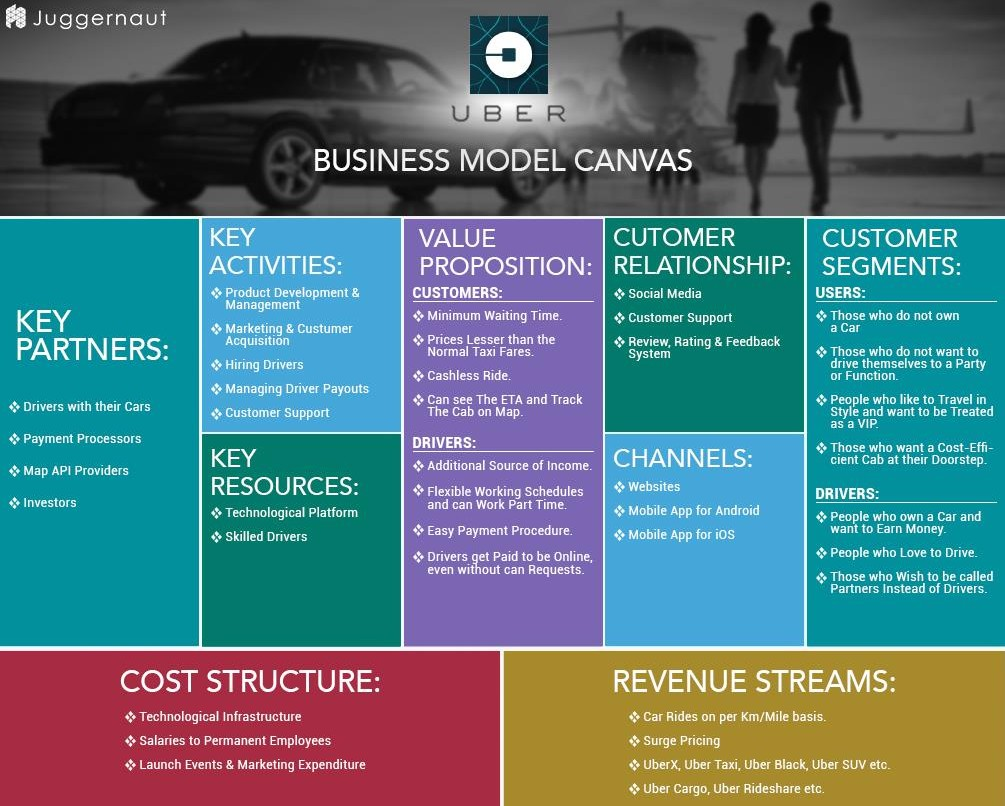 Juggernaut
UBER
BUSINESS MODEL CANVAS
KEY
PARTNERS:
Drivers with their Cars
Payment Processors
Map API Providers
Investors
KEY
ACTIVITIES:
Product Development &
Management
Marketing & Custumer
Acquisition
Hiring Drivers
Managing Driver Payouts
Customer Support
KEY
RESOURCES:
Technological Platform
Skilled Drivers
VALUE
PROPOSITION:
CUSTOMERS:
Minimum Waiting Time.
Prices Lesser than the
Normal Taxi Fares.
Cashless Ride.
Can see The ETA and Track
The Cab on Map.
DRIVERS:
Additional Source of Income.
Flexible Working Schedules
and can Work Part Time.
Easy Payment Procedure.
Drivers get Paid to be Online,
even without can Requests.
CUTOMER
RELATIONSHIP:
Social Media
Customer Support
Review, Rating & Feedback
System
CHANNELS:
Websites
Mobile App for Android
Mobile App for iOS
CUSTOMER
SEGMENTS:
USERS:
Those who do not own
a Car
Those who do not want to
drive themselves to a Party
or Function.
People who like to Travel in
Style and want to be Treated
as a VIP.
Those who want a Cost-Effi-
cient Cab at their Doorstep.
DRIVERS:
People who own a Car and
want to Earn Money.
People who Love to Drive.
Those who Wish to be called
Partners Instead of Drivers.
COST STRUCTURE:
Technological Infrastructure
Salaries to Permanent Employees
Launch Events & Marketing Expenditure
REVENUE STREAMS:
Car Rides on per Km/Mile basis.
Surge Pricing
UberX, Uber Taxi, Uber Black, Uber SUV etc.
Uber Cargo, Uber Rideshare etc.